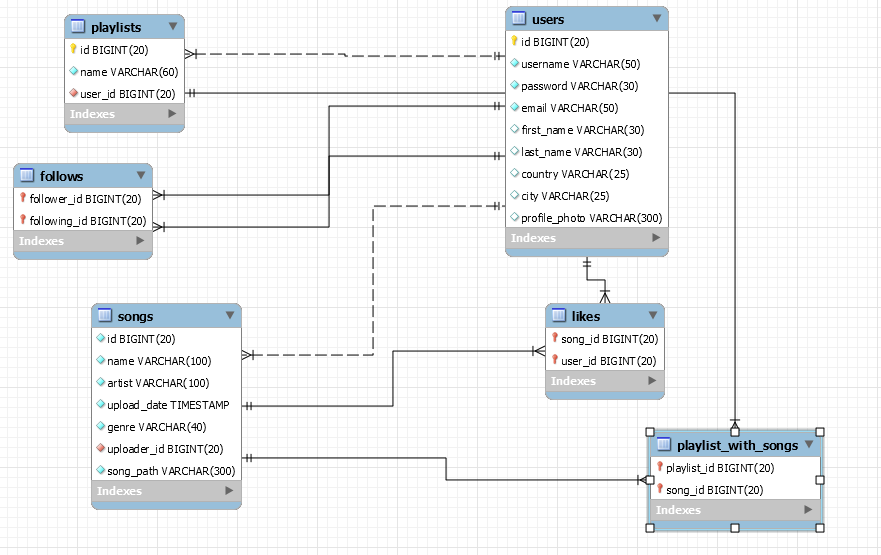 playlists
id BIGINT(20)
name VARCHAR(60)
user_id BIGINT(20)
Indexes
users
id BIGINT(20)
username VARCHAR(50)
password VARCHAR(30)
email VARCHAR(50)
first_name VARCHAR(30)
last_name VARCHAR(30)
country VARCHAR(25)
city VARCHAR(25)
profile_photo VARCHAR(300)
Indexes
follows
follower_id BIGINT(20)
following_id BIGINT(20)
Indexes
songs
id BIGINT(20)
name VARCHAR(100)
artist VARCHAR(100)
upload_date TIMESTAMP
genre VARCHAR(40)
uploader_id BIGINT(20)
song_path VARCHAR(300)
Indexes
likes
song_id BIGINT(20)
user_id BIGINT(20)
Indexes
playlist_with_songs
playlist_id BIGINT(20)
song_id BIGINT(20)
Indexes